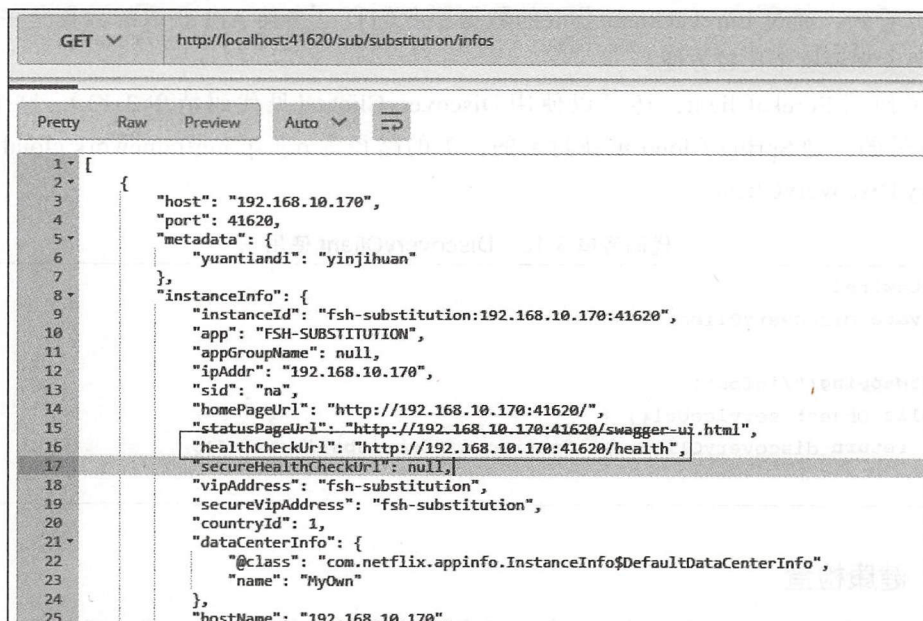 GET http://localhost:41620/sub/substitution/infos
Pretty Raw Preview Auto
1 [
2 {
3 "host": "192.168.10.170",
4 "port": 41620,
5 "metadata": {
6 "yuantiandi": "yinjihuan"
7 },
8 "instanceInfo": {
9 "instanceId": "fsh-substitution:192.168.10.170:41620",
10 "app": "FSH-SUBSTITUTION",
11 "appGroupName": null,
12 "ipAddr": "192.168.10.170",
13 "sid": "na",
14 "homePageUrl": "http://192.168.10.170:41620/",
15 "statusPageUrl": "http://192.168.10.170:41620/swagger-ui.html",
16 "healthCheckUrl": "http://192.168.10.170:41620/health",
17 "secureHealthCheckUrl": null,
18 "vipAddress": "fsh-substitution",
19 "secureVipAddress": "fsh-substitution",
20 "countryId": 1,
21 "dataCenterInfo": {
22 "@class": "com.netflix.appinfo.InstanceInfo$DefaultDataCenterInfo",
23 "name": "MyOwn"
24 },
25 "hostName": "192.168.10.170"